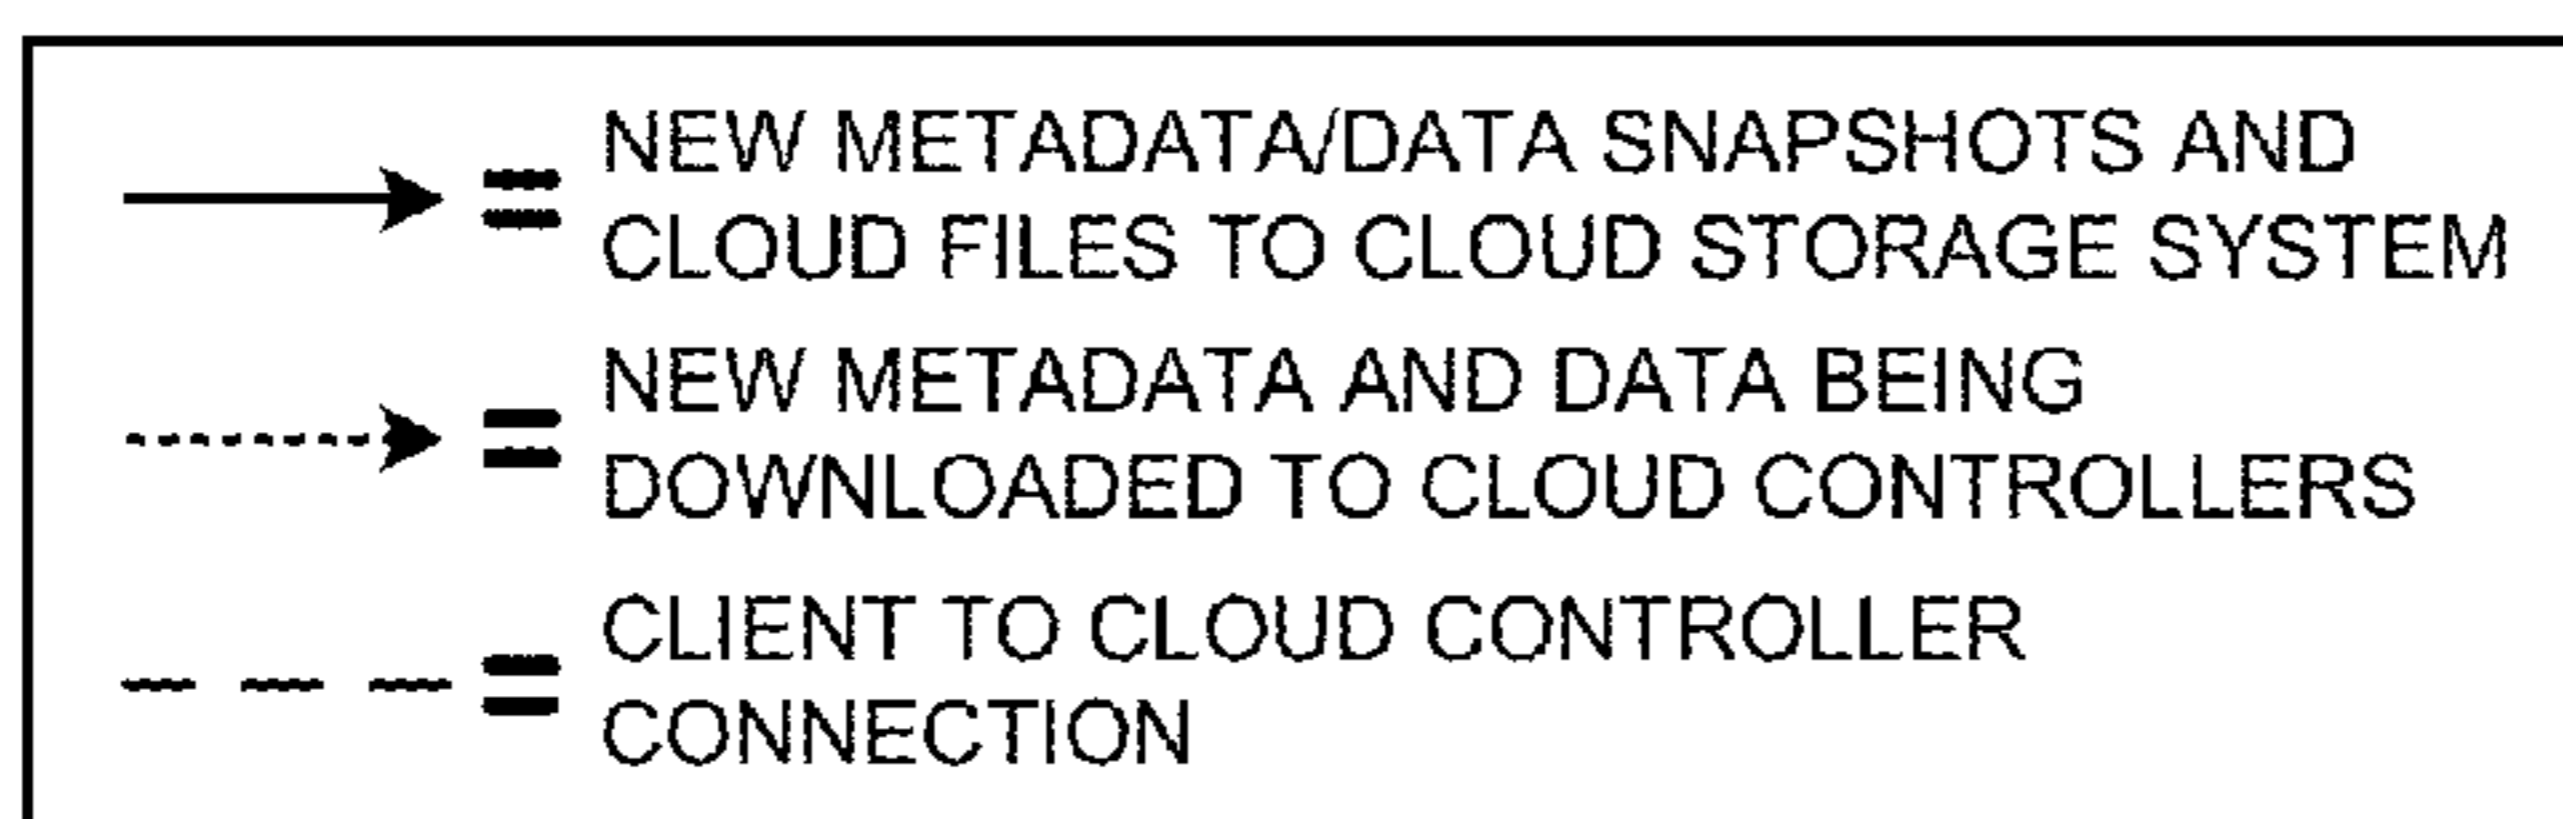 = NEW METADATA/DATA SNAPSHOTS AND
CLOUD FILES TO CLOUD STORAGE SYSTEM
= NEW METADATA AND DATA BEING
DOWNLOADED TO CLOUD CONTROLLERS
= CLIENT TO CLOUD CONTROLLER
CONNECTION